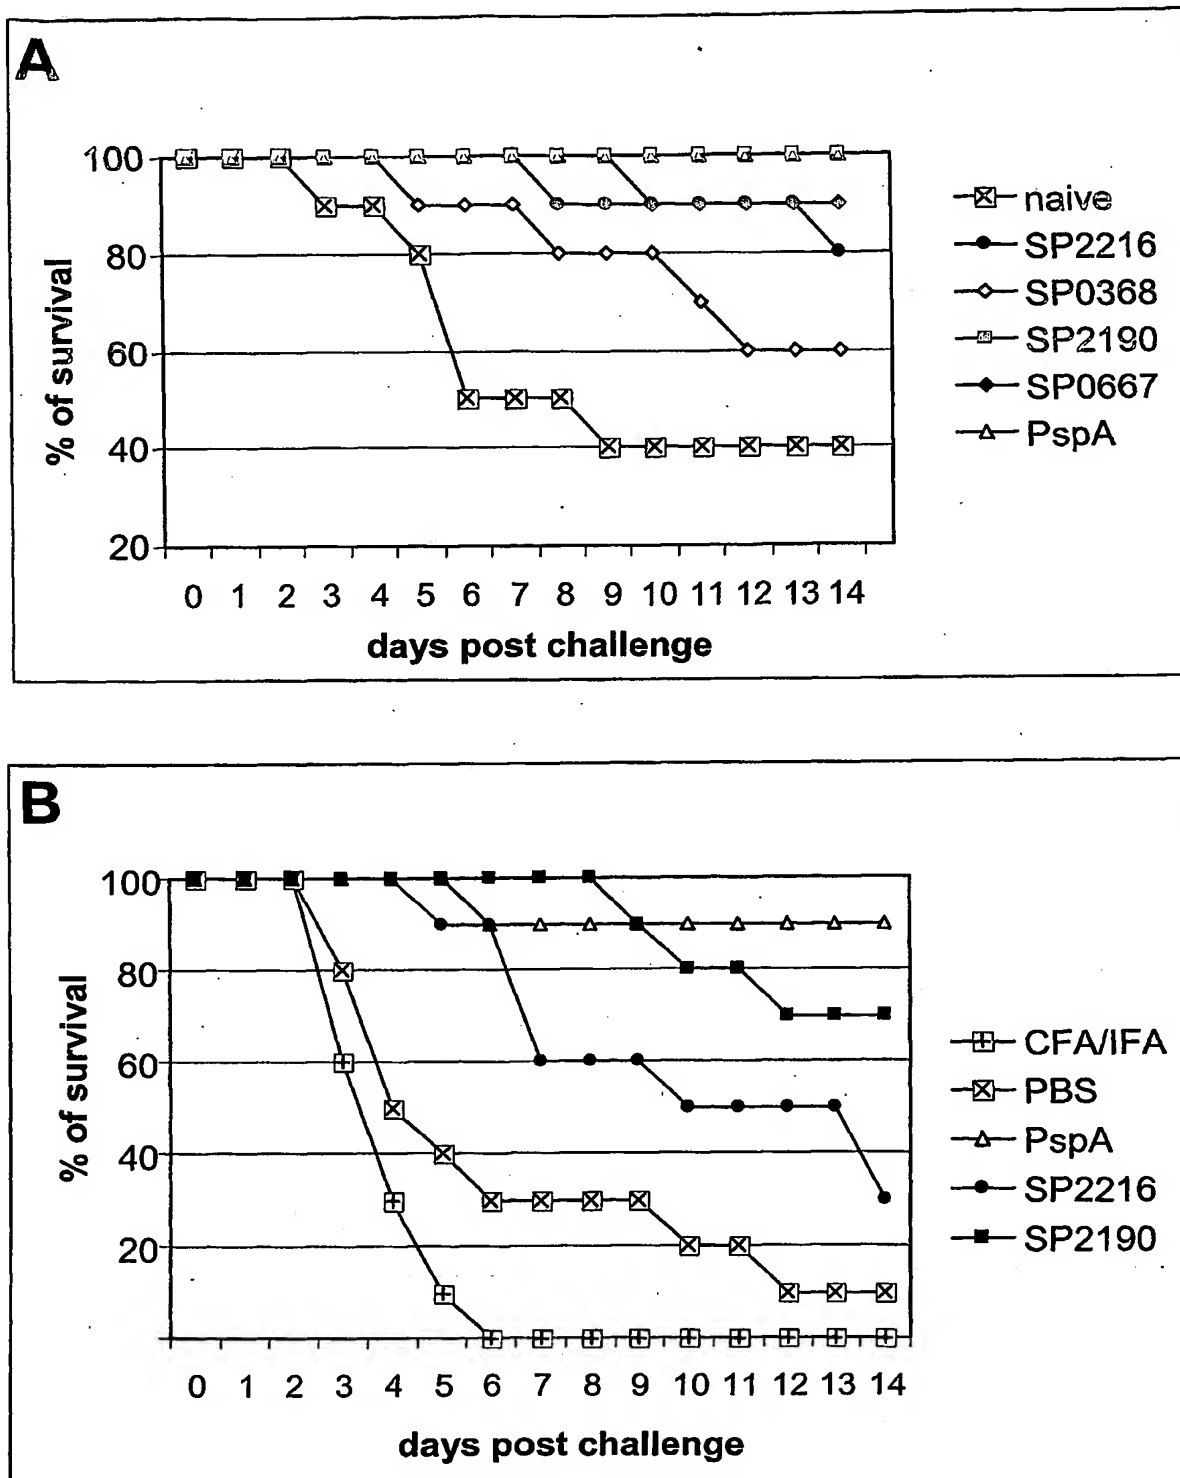 A
100
80
60
40
20
% of survival
0 1 2 3 4 5 6 7 8 9 10 11 12 13 14
days post challenge
naive
SP2216
SP0368
SP2190
SP0667
PspA
B
100
80
60
40
20
% of survival
0 1 2 3 4 5 6 7 8 9 10 11 12 13 14
days post challenge
CFA/IFA
PBS
PspA
SP2216
SP2190